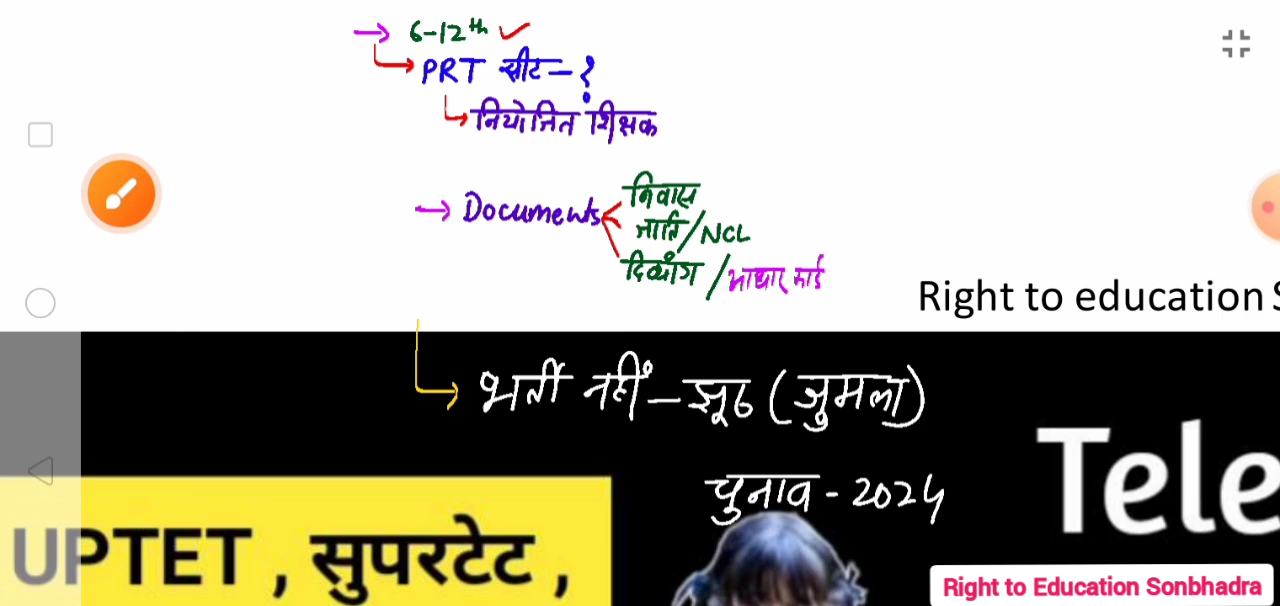 → 6-12th ✓
PRT सीट - ?
नियोजित शिक्षक
→ Documents
निवास
जाति/NCL
दिव्यांग/आधार कार्ड
Right to education S
भर्ती नहीं - झूठ (जुमला)
चुनाव - 2024
Tele
UPTET , सुपरटेट ,
Right to Education Sonbhadra